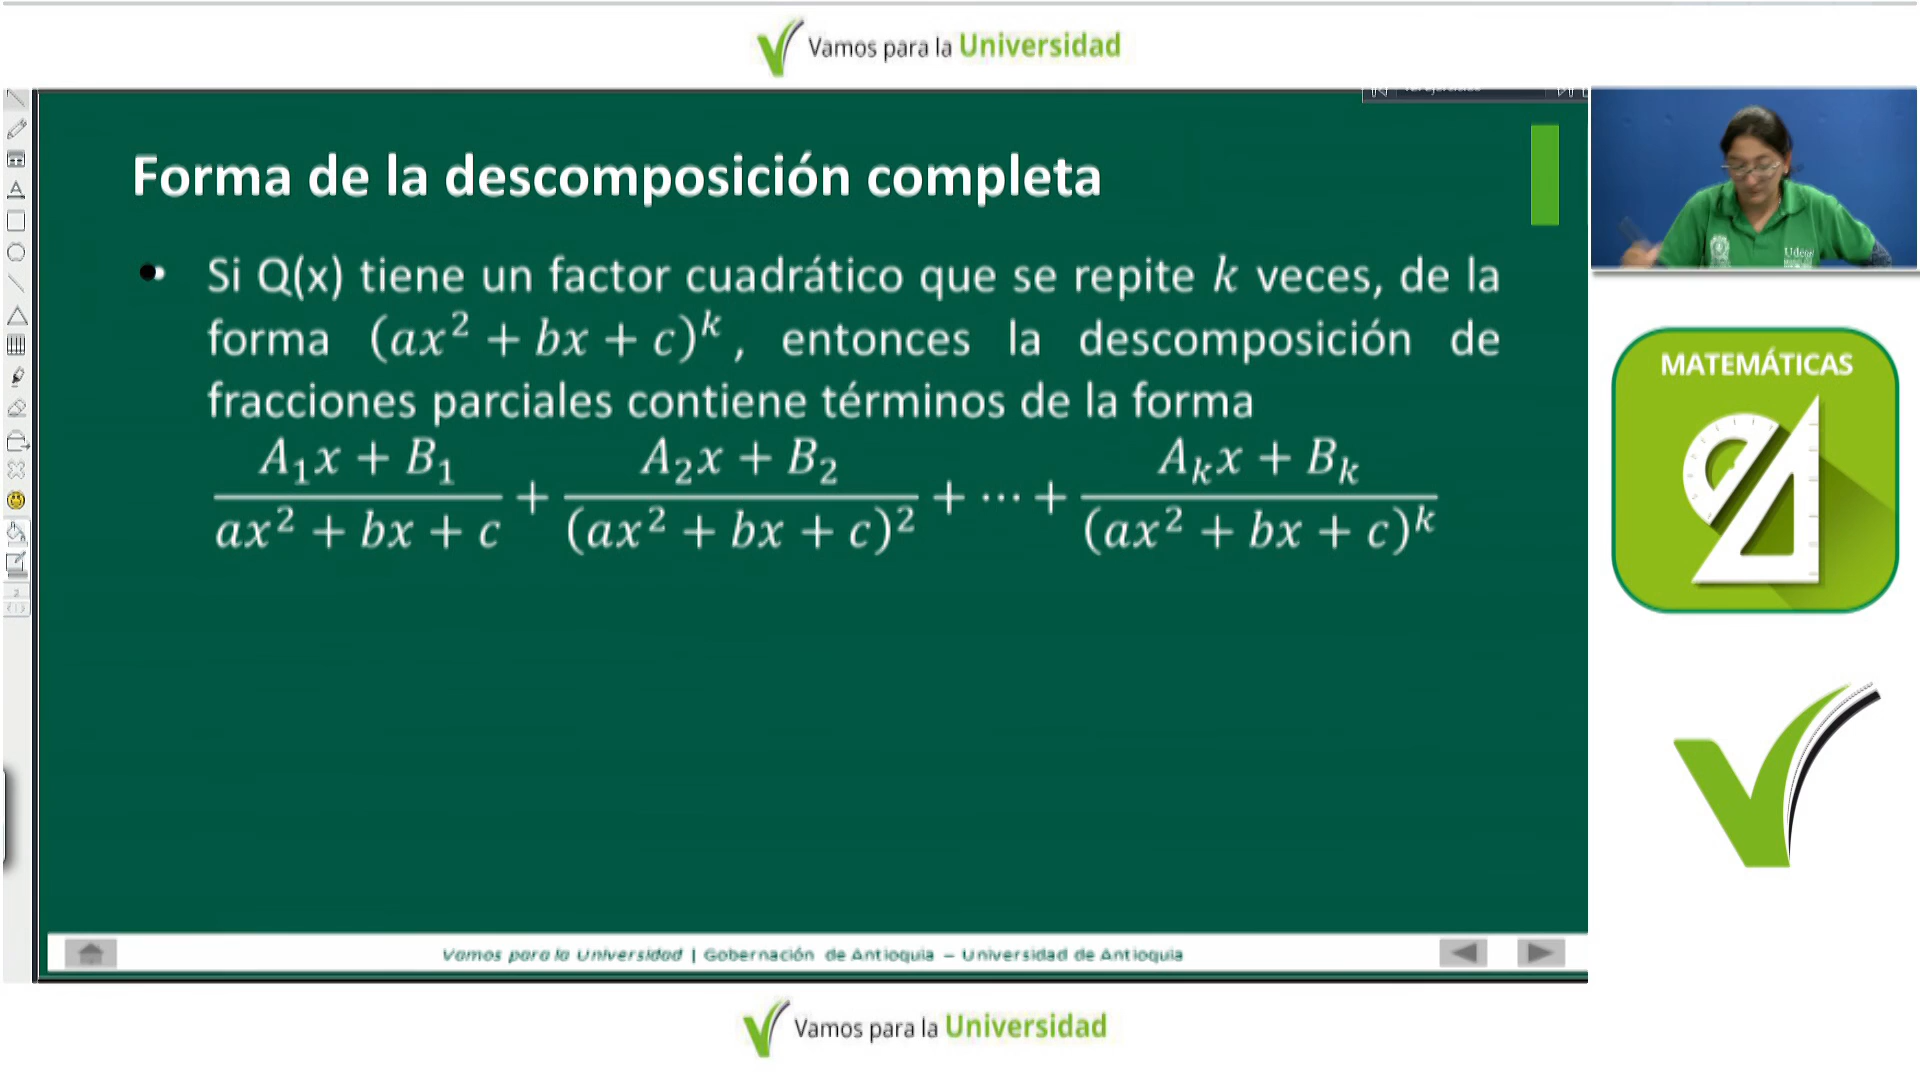 Vamos para la Universidad
Forma de la descomposición completa
• Si Q(x) tiene un factor cuadrático que se repite k veces, de la
forma (ax² + bx + c)ᵏ, entonces la descomposición de
fracciones parciales contiene términos de la forma
(A₁x + B₁)/(ax² + bx + c) + (A₂x + B₂)/(ax² + bx + c)² + ⋯ + (Aₖx + Bₖ)/(ax² + bx + c)ᵏ
Vamos para la Universidad | Gobernación de Antioquia – Universidad de Antioquia
MATEMÁTICAS
Vamos para la Universidad